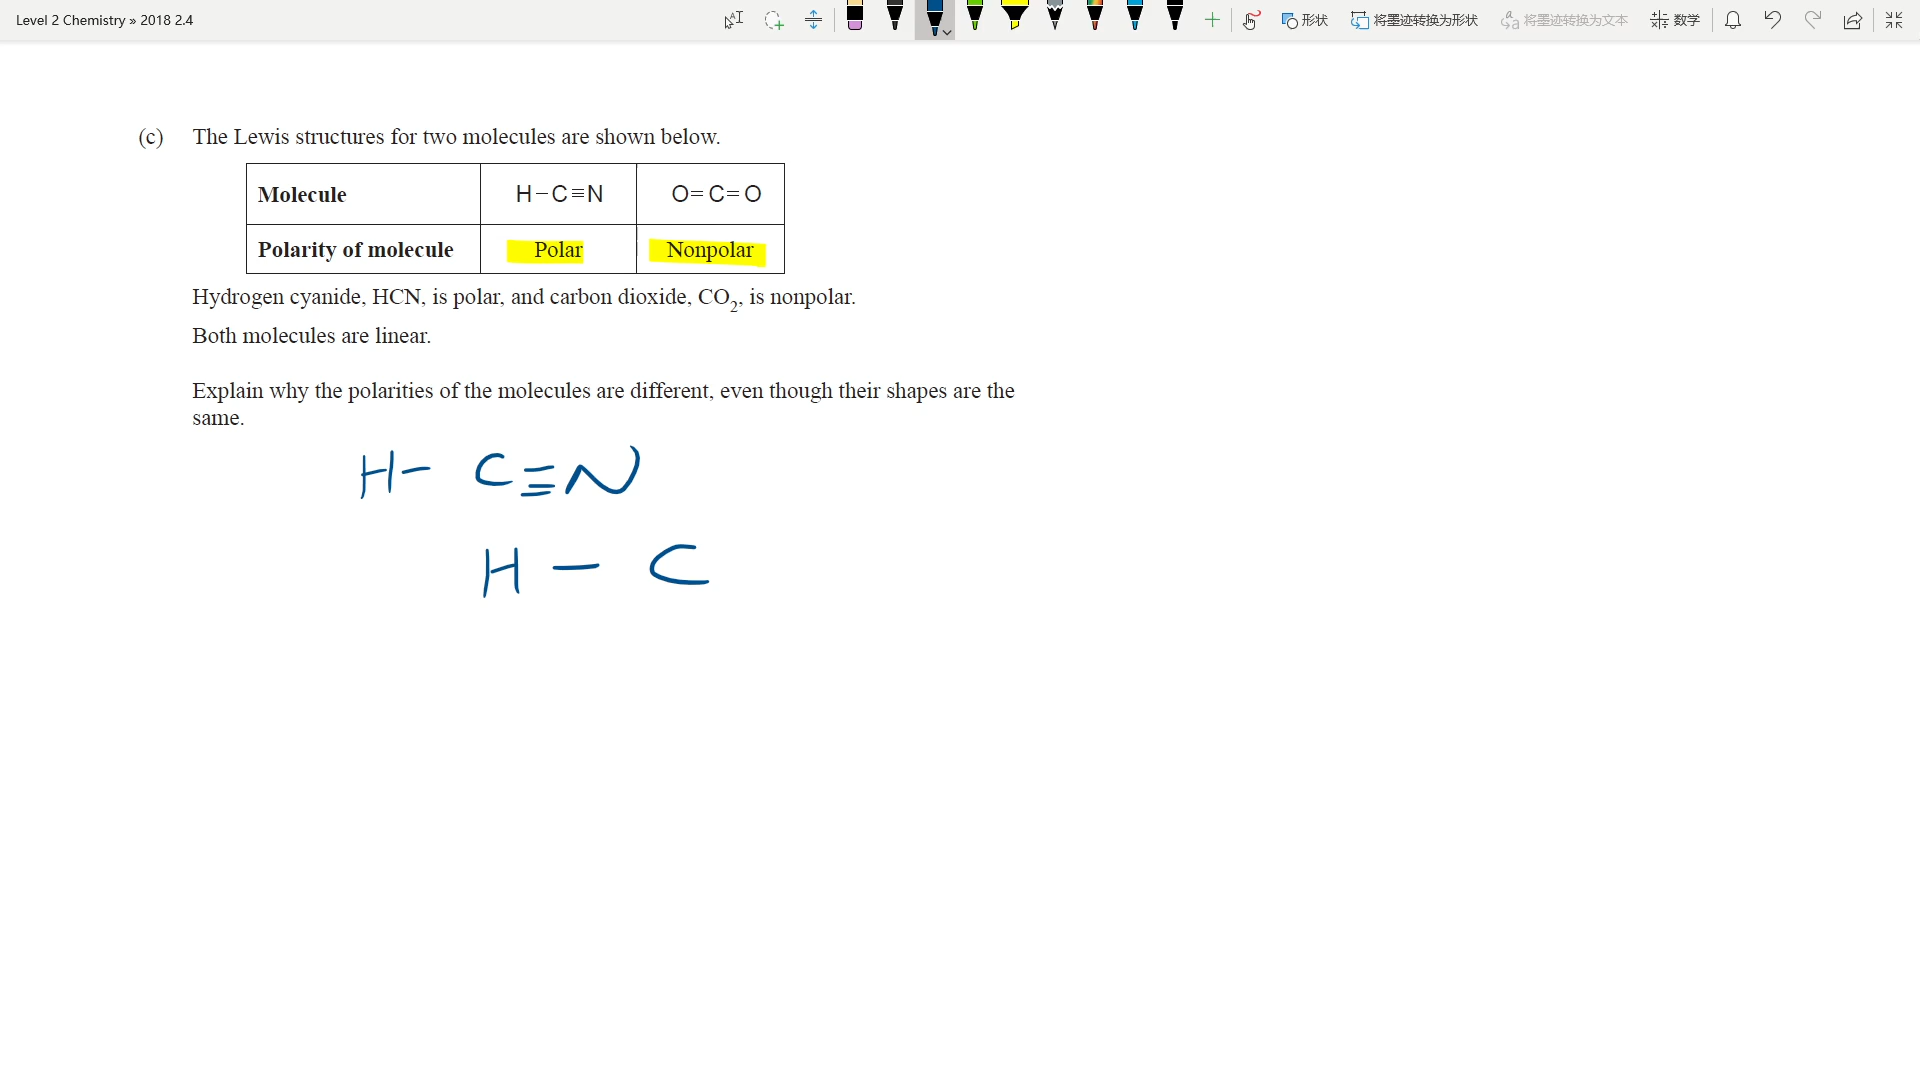 Level 2 Chemistry » 2018 2.4
形状
将墨迹转换为形状
将墨迹转换为文本
数学
(c) The Lewis structures for two molecules are shown below.
Molecule H−C≡N O=C=O
Polarity of molecule Polar Nonpolar
Hydrogen cyanide, HCN, is polar, and carbon dioxide, CO₂, is nonpolar.
Both molecules are linear.
Explain why the polarities of the molecules are different, even though their shapes are the
same.
H− C≡N
H − C